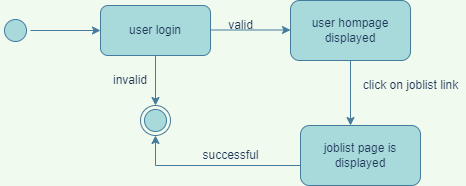 user login
valid
user hompage
displayed
invalid
click on joblist link
successful
joblist page is
displayed